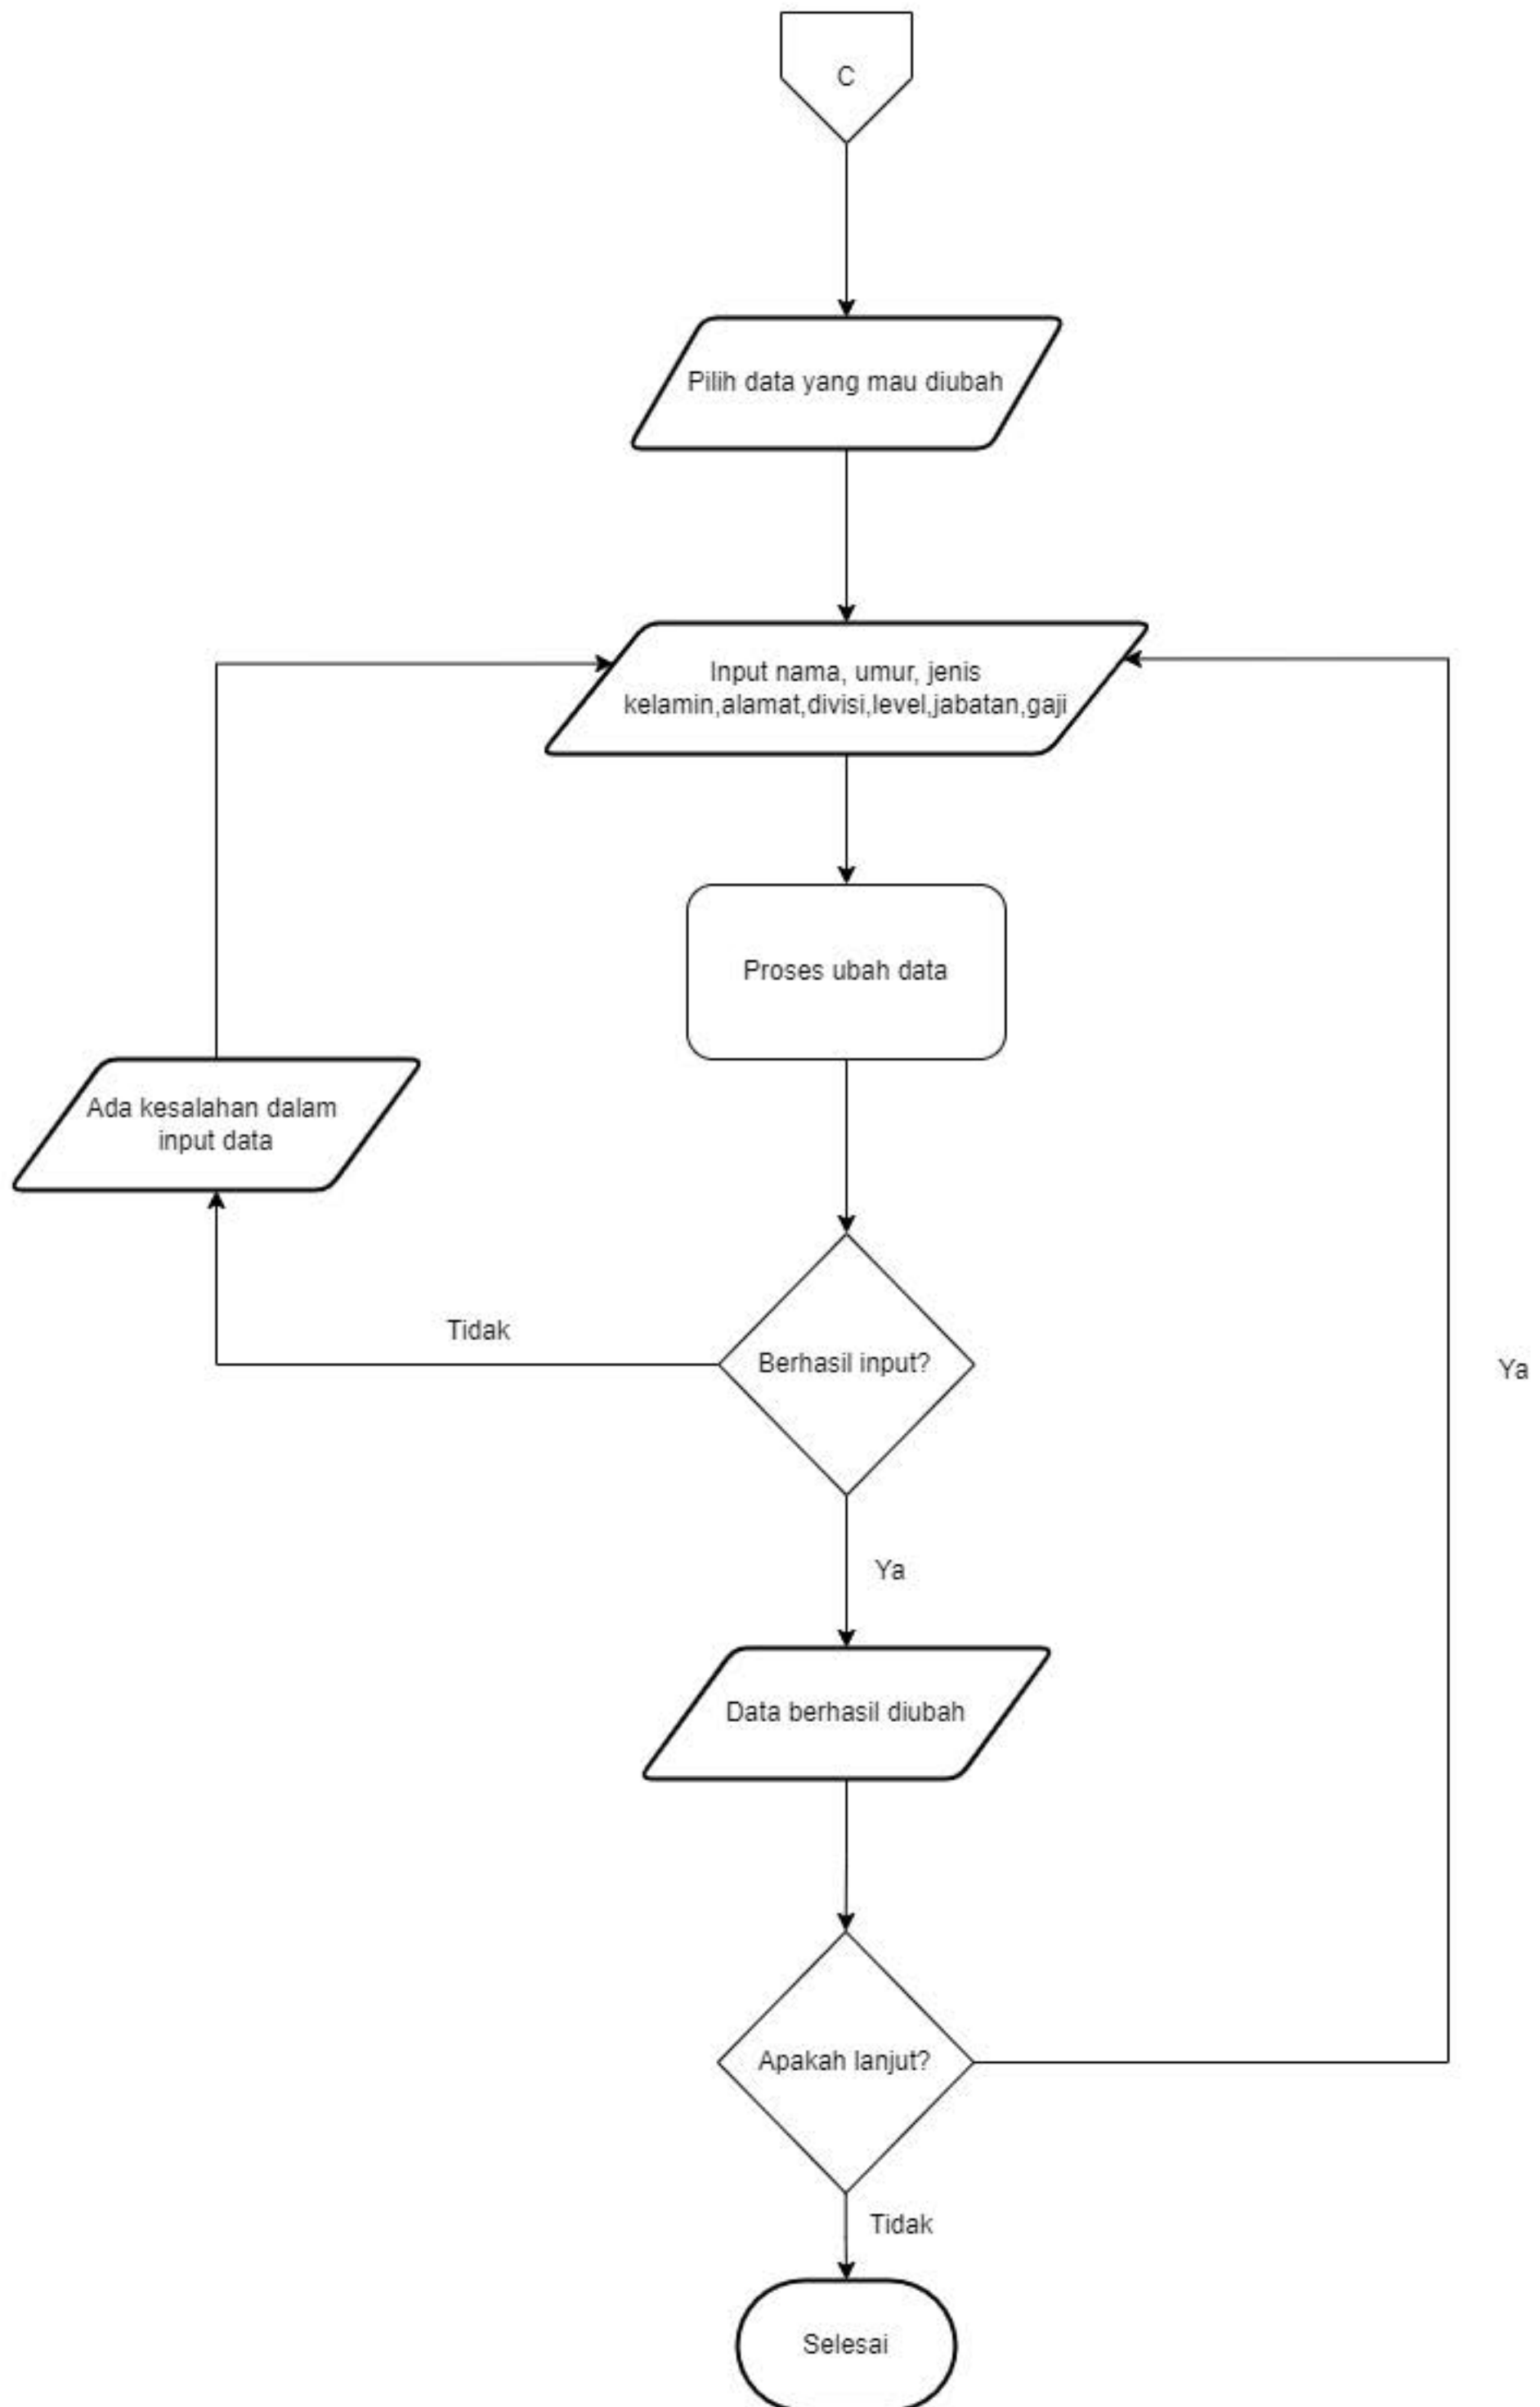 C
Pilih data yang mau diubah
Input nama, umur, jenis
kelamin,alamat,divisi,level,jabatan,gaji
Proses ubah data
Ada kesalahan dalam
input data
Tidak
Berhasil input?
Ya
Ya
Data berhasil diubah
Apakah lanjut?
Tidak
Selesai